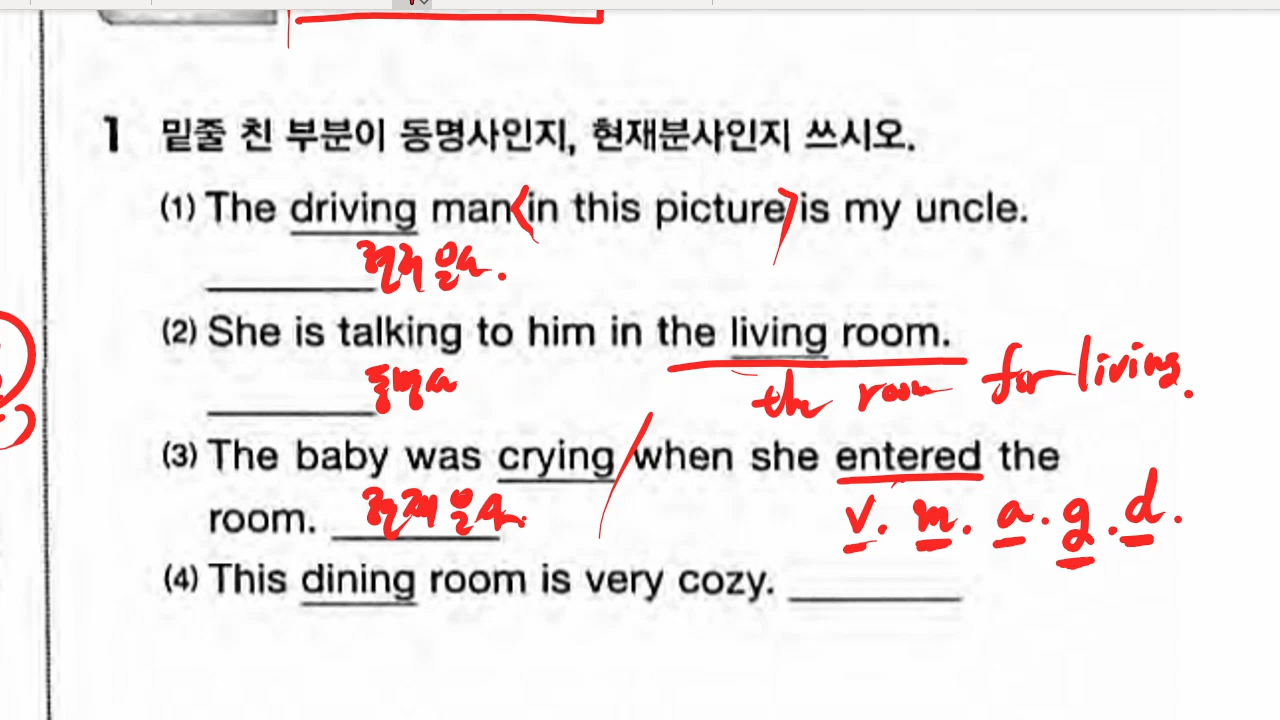 1 밑줄 친 부분이 동명사인지, 현재분사인지 쓰시오.
(1) The driving man in this picture is my uncle.
현재 분사.
(2) She is talking to him in the living room.
동명사
the room for living.
(3) The baby was crying when she entered the
room. 현재 분사.
v. m. a. g. d.
(4) This dining room is very cozy.